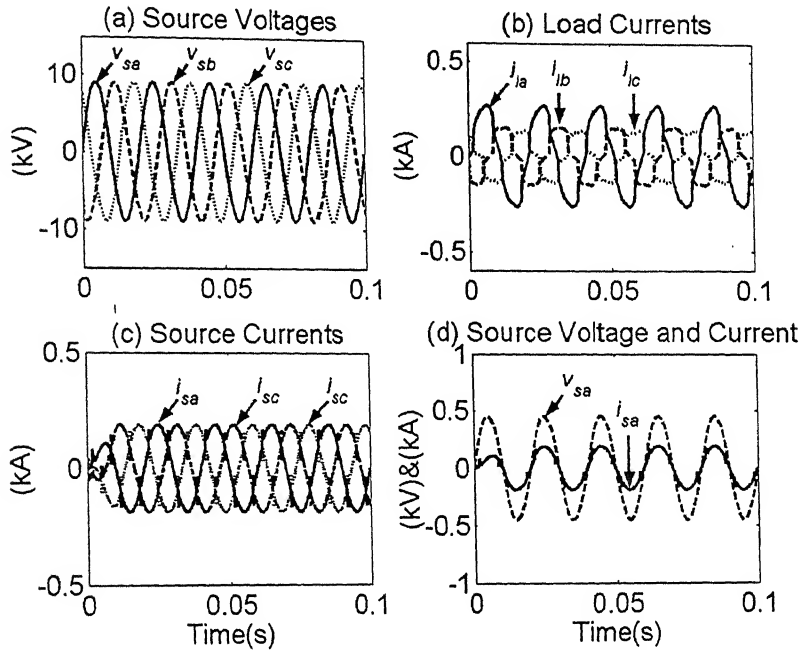 (a) Source Voltages
v_sa v_sb v_sc
10
0
-10
(kV)
0 0.05 0.1
(b) Load Currents
i_la i_lb i_lc
0.5
0
-0.5
(kA)
0 0.05 0.1
(c) Source Currents
i_sa i_sc i_sc
0.5
0
-0.5
(kA)
0 0.05 0.1
Time(s)
(d) Source Voltage and Current
v_sa i_sa
1
0.5
0
-0.5
-1
(kV)&(kA)
0 0.05 0.1
Time(s)